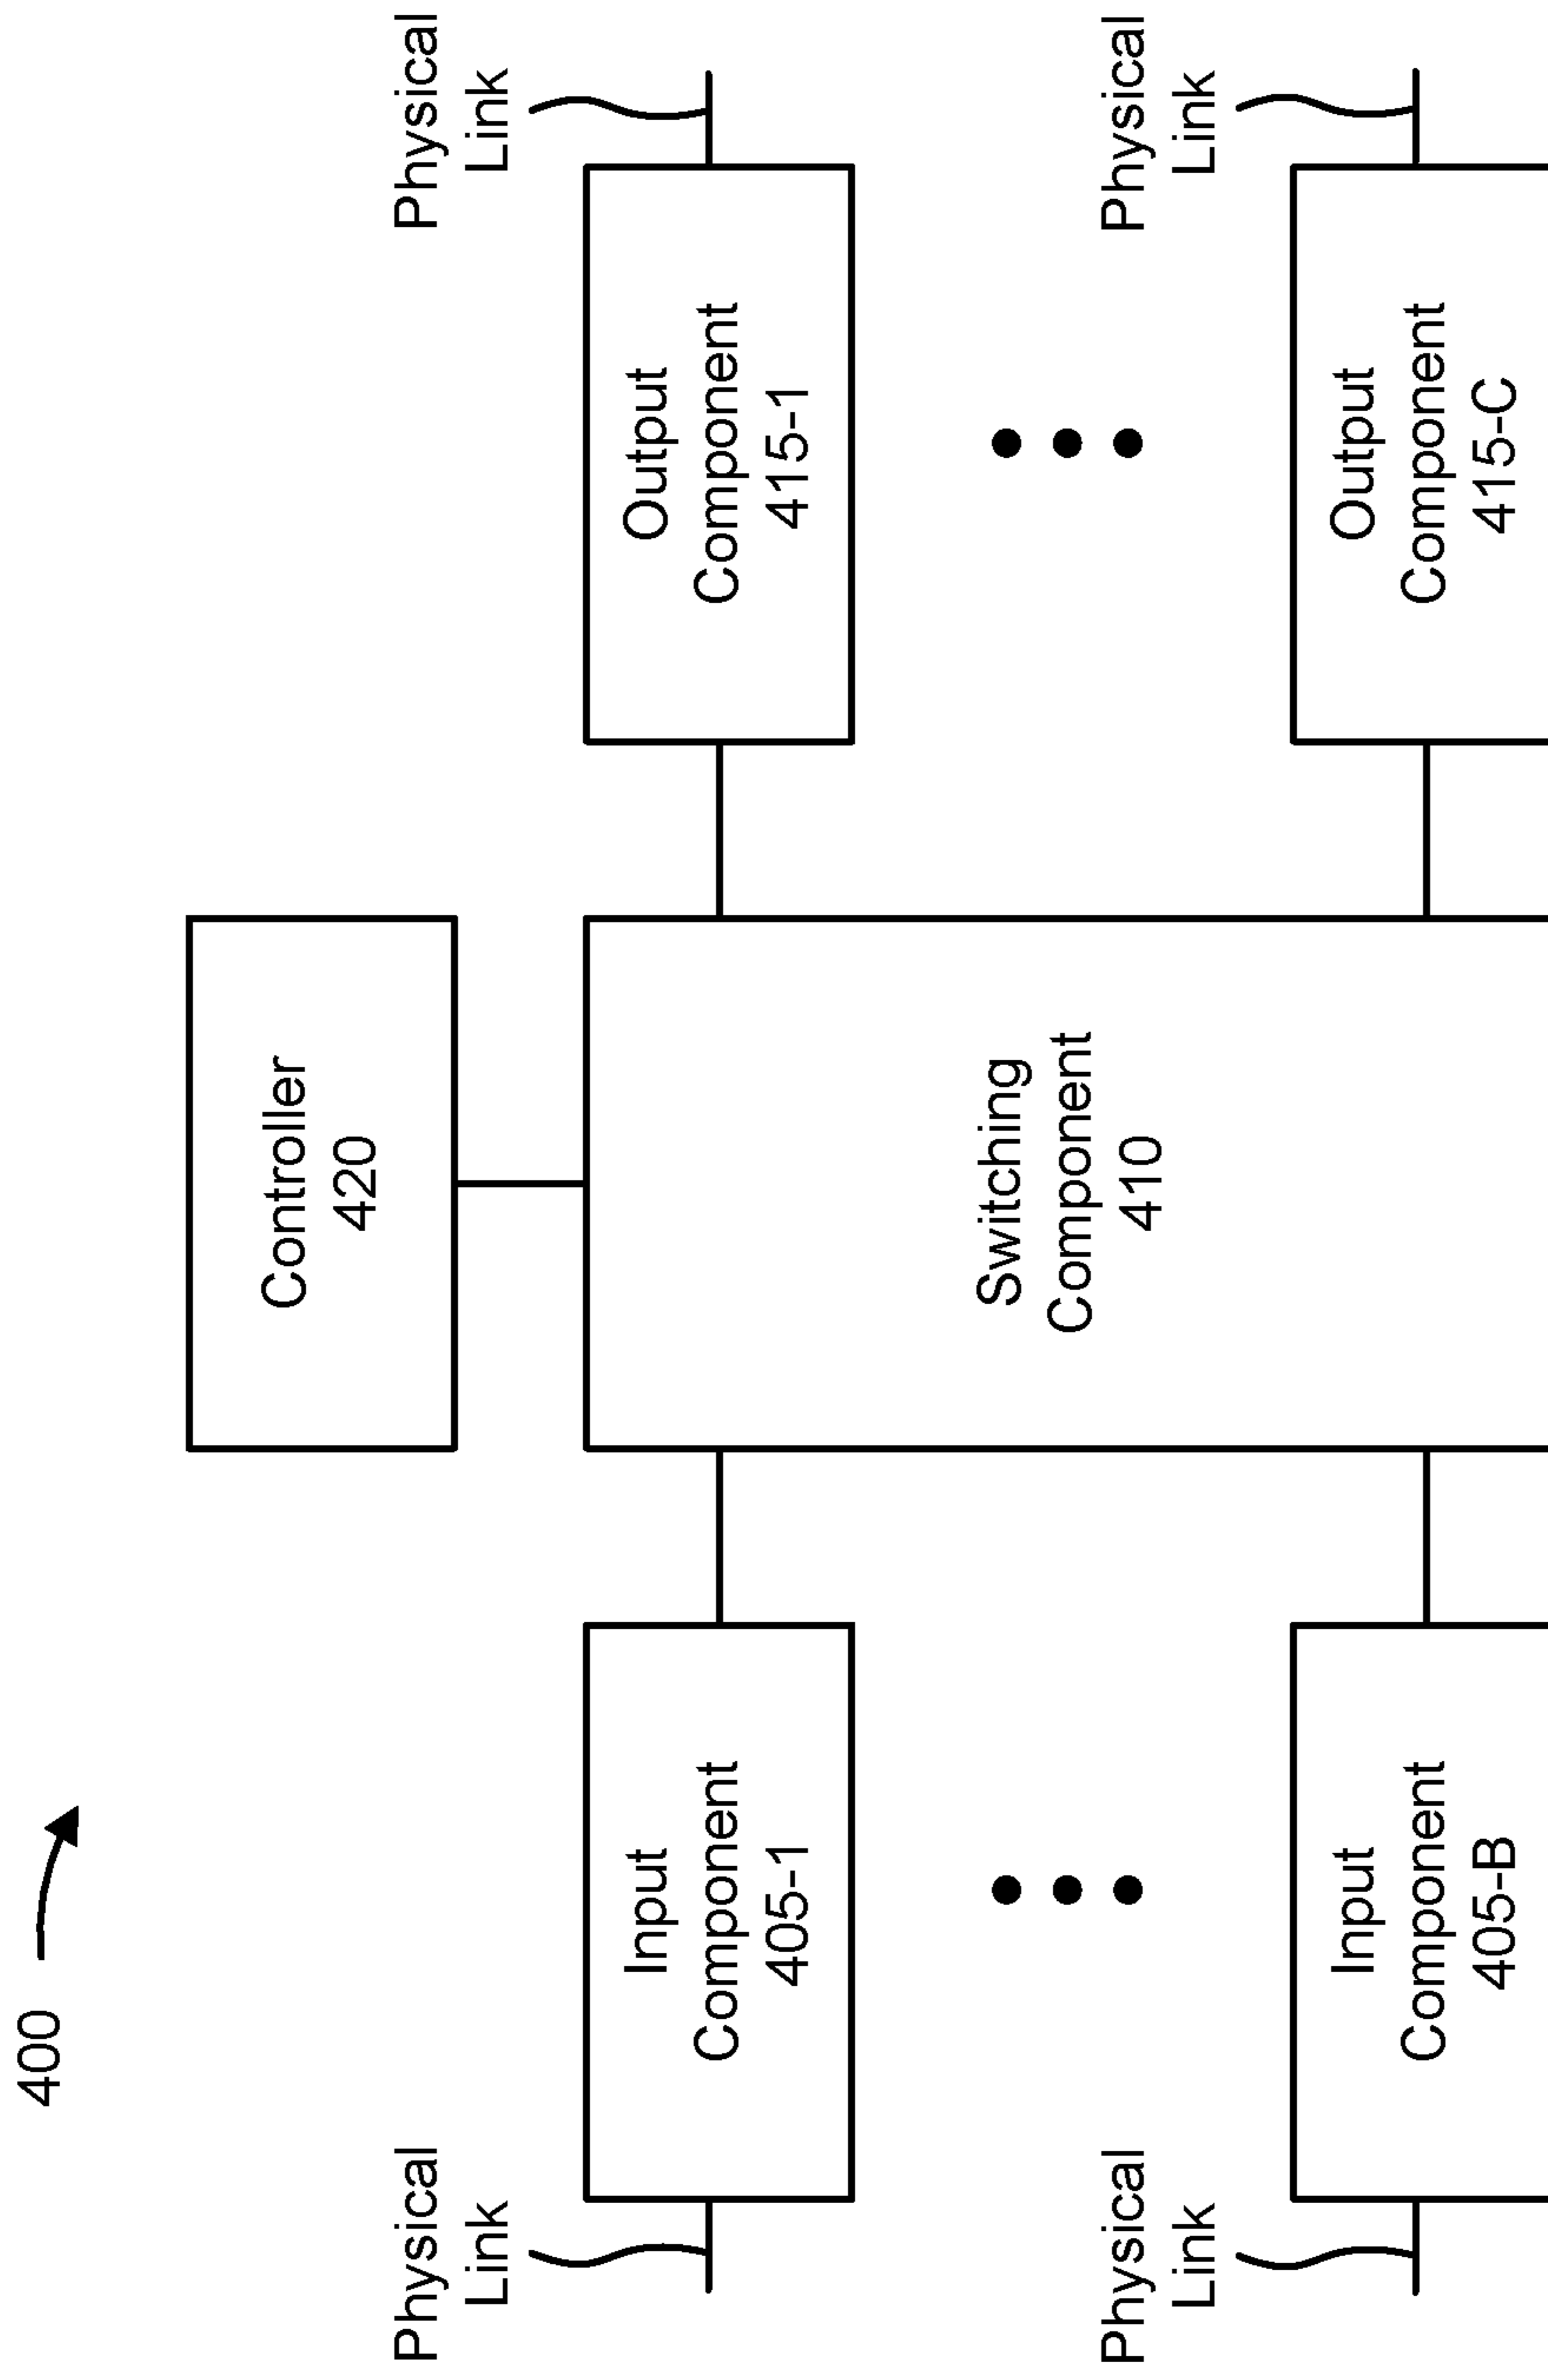 400
Controller
420
Physical
Link
Physical
Link
Input
Component
405-1
Switching
Component
410
Output
Component
415-1
Physical
Link
Physical
Link
Input
Component
405-B
Output
Component
415-C